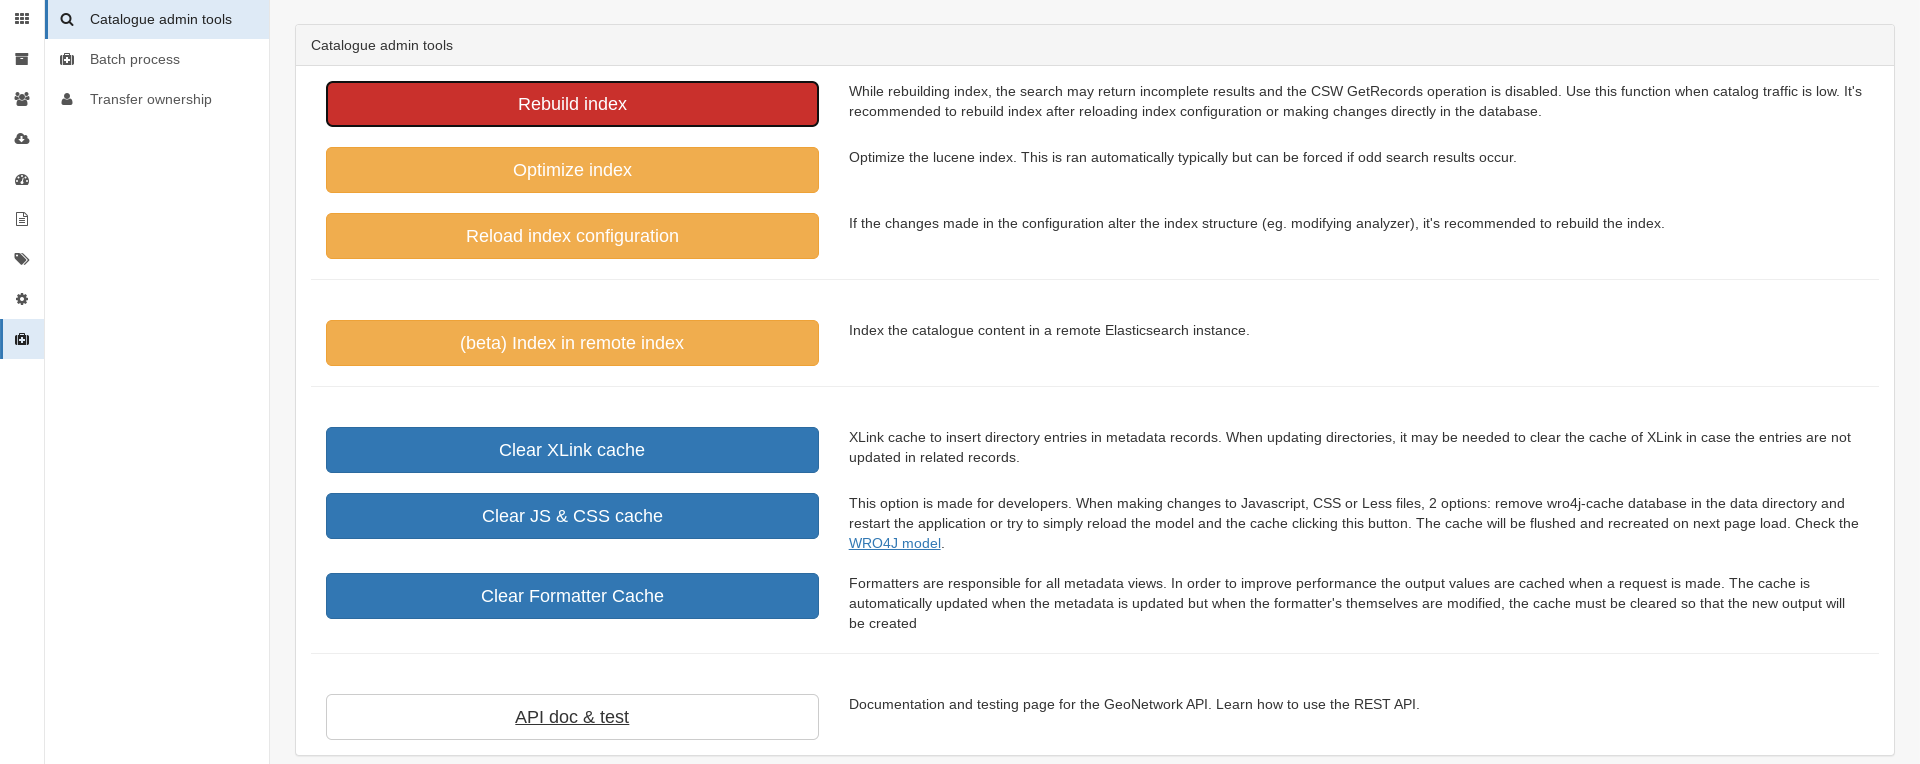 Catalogue admin tools
Batch process
Transfer ownership
Catalogue admin tools
Rebuild index
While rebuilding index, the search may return incomplete results and the CSW GetRecords operation is disabled. Use this function when catalog traffic is low. It's
recommended to rebuild index after reloading index configuration or making changes directly in the database.
Optimize index
Optimize the lucene index. This is ran automatically typically but can be forced if odd search results occur.
Reload index configuration
If the changes made in the configuration alter the index structure (eg. modifying analyzer), it's recommended to rebuild the index.
(beta) Index in remote index
Index the catalogue content in a remote Elasticsearch instance.
Clear XLink cache
XLink cache to insert directory entries in metadata records. When updating directories, it may be needed to clear the cache of XLink in case the entries are not
updated in related records.
Clear JS & CSS cache
This option is made for developers. When making changes to Javascript, CSS or Less files, 2 options: remove wro4j-cache database in the data directory and
restart the application or try to simply reload the model and the cache clicking this button. The cache will be flushed and recreated on next page load. Check the
WRO4J model.
Clear Formatter Cache
Formatters are responsible for all metadata views. In order to improve performance the output values are cached when a request is made. The cache is
automatically updated when the metadata is updated but when the formatter's themselves are modified, the cache must be cleared so that the new output will
be created
API doc & test
Documentation and testing page for the GeoNetwork API. Learn how to use the REST API.